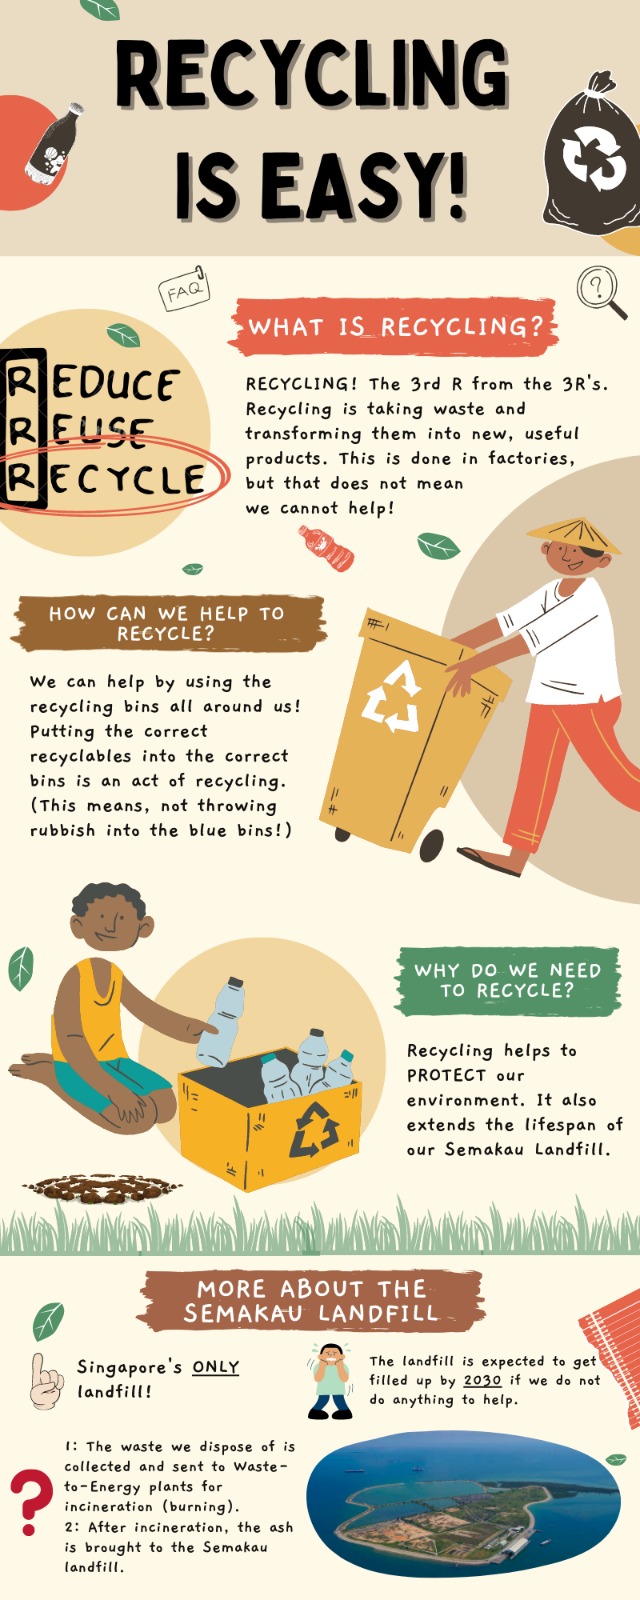 RECYCLING
IS EASY!
FAQ
?
WHAT IS RECYCLING?
REDUCE
REUSE
RECYCLE
RECYCLING! The 3rd R from the 3R's.
Recycling is taking waste and
transforming them into new, useful
products. This is done in factories,
but that does not mean
we cannot help!
HOW CAN WE HELP TO
RECYCLE?
We can help by using the
recycling bins all around us!
Putting the correct
recyclables into the correct
bins is an act of recycling.
(This means, not throwing
rubbish into the blue bins!)
WHY DO WE NEED
TO RECYCLE?
Recycling helps to
PROTECT our
environment. It also
extends the lifespan of
our Semakau Landfill.
MORE ABOUT THE
SEMAKAU LANDFILL
Singapore's ONLY
landfill!
The landfill is expected to get
filled up by 2030 if we do not
do anything to help.
?
1: The waste we dispose of is
collected and sent to Waste-
to-Energy plants for
incineration (burning).
2: After incineration, the ash
is brought to the Semakau
landfill.